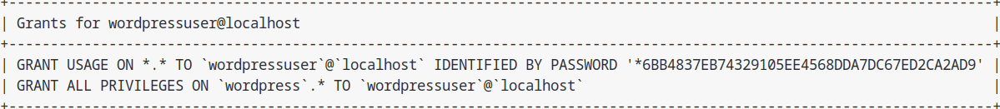 +----------------------------------------------------------------------------------------------------------------------+
| Grants for wordpressuser@localhost                                                                                   |
+----------------------------------------------------------------------------------------------------------------------+
| GRANT USAGE ON *.* TO `wordpressuser`@`localhost` IDENTIFIED BY PASSWORD '*6BB4837EB74329105EE4568DDA7DC67ED2CA2AD9' |
| GRANT ALL PRIVILEGES ON `wordpress`.* TO `wordpressuser`@`localhost`                                                 |
+----------------------------------------------------------------------------------------------------------------------+